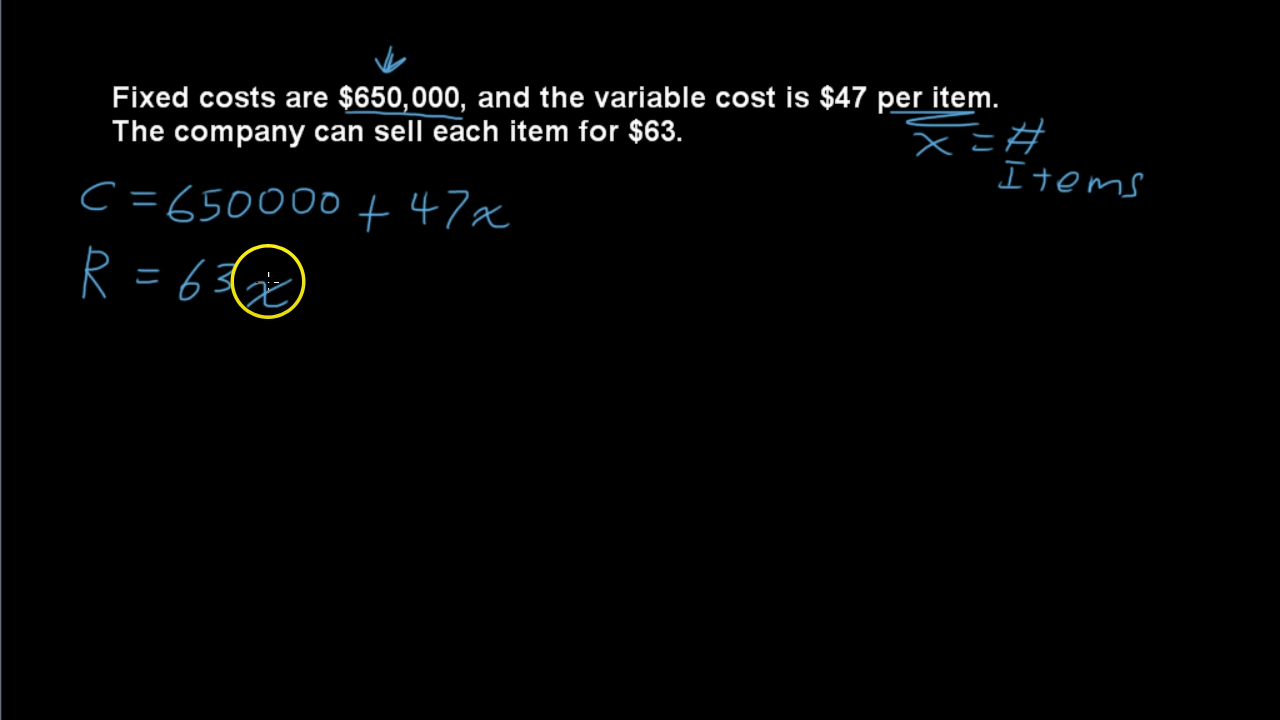 Fixed costs are $650,000, and the variable cost is $47 per item.
The company can sell each item for $63.
x = #
Items
C = 650000 + 47x
R = 63x